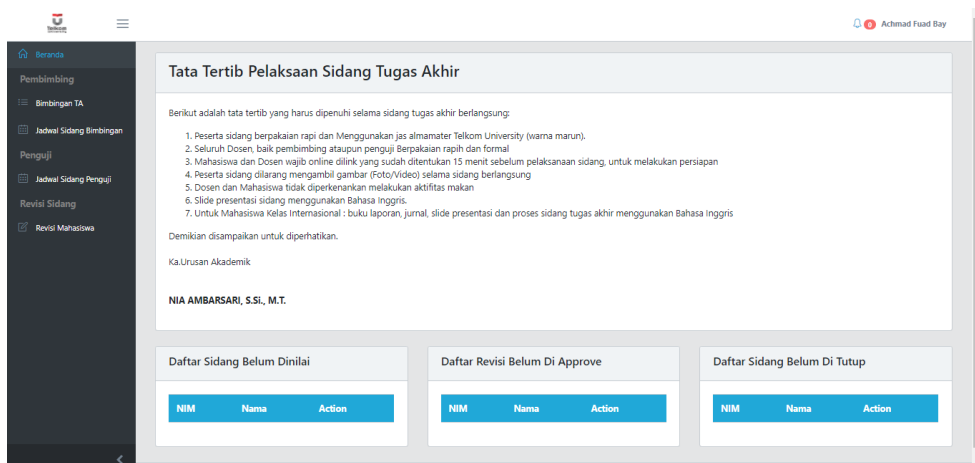 Telkom
University
0 Achmad Fuad Bay
Beranda
Pembimbing
Bimbingan TA
Jadwal Sidang Bimbingan
Penguji
Jadwal Sidang Penguji
Revisi Sidang
Revisi Mahasiswa
Tata Tertib Pelaksaan Sidang Tugas Akhir
Berikut adalah tata tertib yang harus dipenuhi selama sidang tugas akhir berlangsung:
1. Peserta sidang berpakaian rapi dan Menggunakan jas almamater Telkom University (warna marun).
2. Seluruh Dosen, baik pembimbing ataupun penguji Berpakaian rapih dan formal
3. Mahasiswa dan Dosen wajib online dilink yang sudah ditentukan 15 menit sebelum pelaksanaan sidang, untuk melakukan persiapan
4. Peserta sidang dilarang mengambil gambar (Foto/Video) selama sidang berlangsung
5. Dosen dan Mahasiswa tidak diperkenankan melakukan aktifitas makan
6. Slide presentasi sidang menggunakan Bahasa Inggris.
7. Untuk Mahasiswa Kelas Internasional : buku laporan, jurnal, slide presentasi dan proses sidang tugas akhir menggunakan Bahasa Inggris
Demikian disampaikan untuk diperhatikan.
Ka.Urusan Akademik
NIA AMBARSARI, S.Si., M.T.
Daftar Sidang Belum Dinilai
NIM Nama Action
Daftar Revisi Belum Di Approve
NIM Nama Action
Daftar Sidang Belum Di Tutup
NIM Nama Action